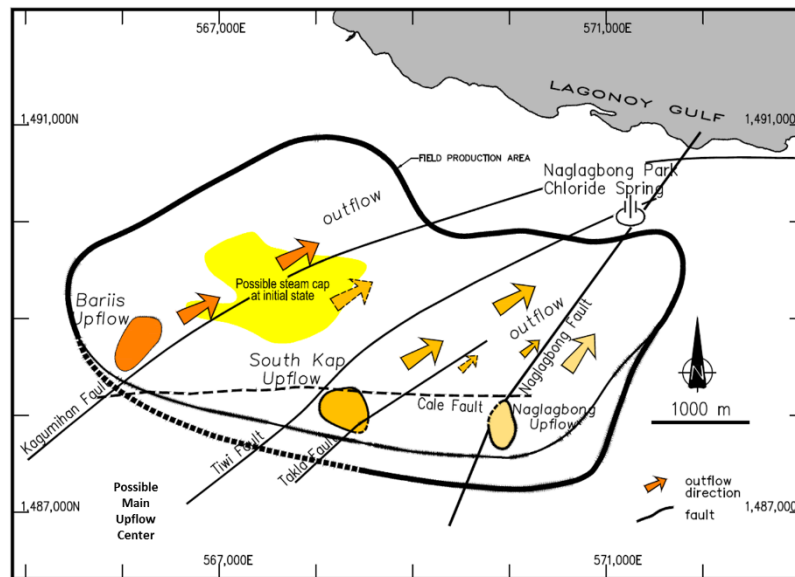 567,000E
571,000E
LAGONOY GULF
1,491,000N
1,491,000N
FIELD PRODUCTION AREA
Naglagbong Park
Chloride Spring
outflow
Possible steam cap
at initial state
Bariis
Upflow
outflow
South Kap
Upflow
Naglagbong Fault
Cale Fault
Naglagbong
Upflow
Kagumihan Faul
Tiwi Fault
Takla Fault
N
1000 m
Possible
Main
Upflow
Center
outflow
direction
fault
1,487,000N
1,487,000N
567,000E
571,000E